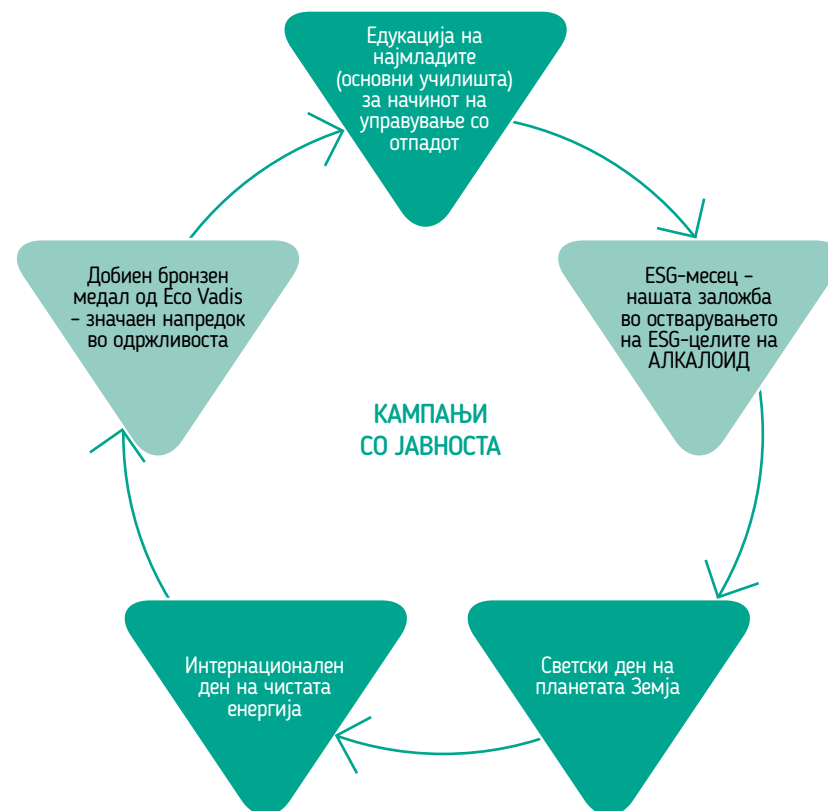 Едукација на
најмладите
(основни училишта)
за начинот на
управување со
отпадот
Добиен бронзен
медал од Eco Vadis
– значаен напредок
во одржливоста
ESG-месец –
нашата заложба
во остварувањето
на ESG-целите на
АЛКАЛОИД
КАМПАЊИ
СО ЈАВНОСТА
Интернационален
ден на чистата
енергија
Светски ден на
планетата Земја